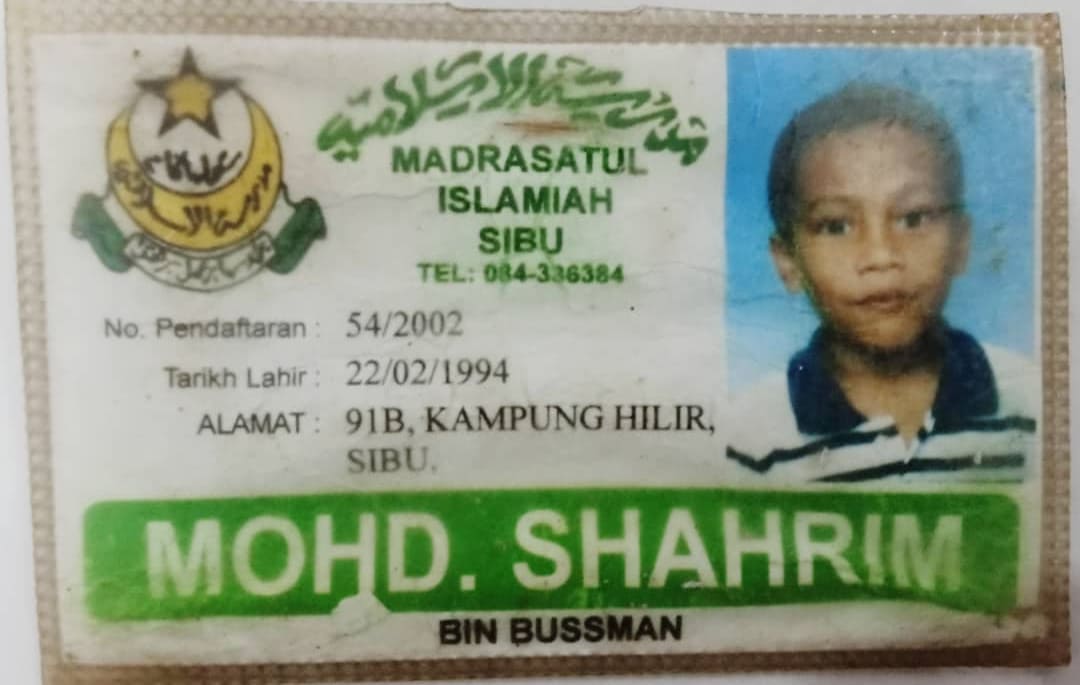 مدرسة الاسلامية
MADRASATUL
ISLAMIAH
SIBU
TEL: 084-336384
No. Pendaftaran : 54/2002
Tarikh Lahir : 22/02/1994
ALAMAT : 91B, KAMPUNG HILIR,
SIBU.
MOHD. SHAHRIM
BIN BUSSMAN